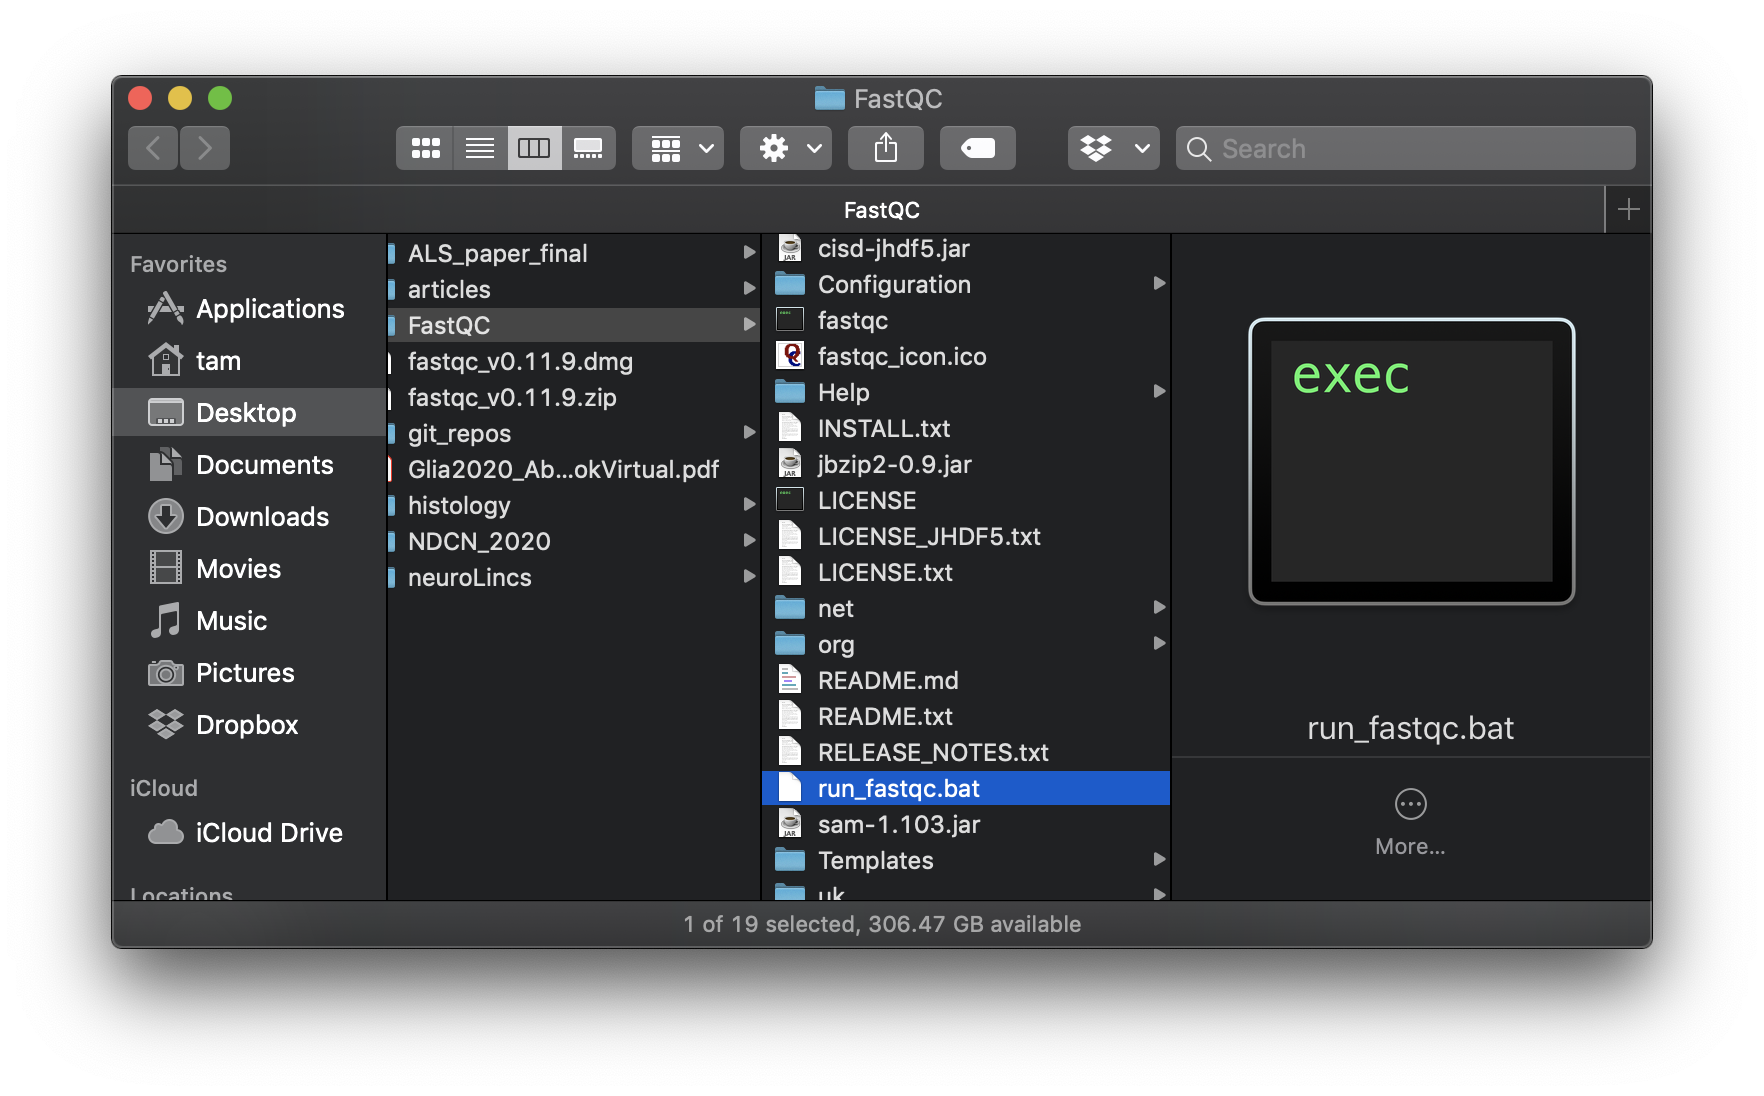 FastQC
Search
FastQC
Favorites
Applications
tam
Desktop
Documents
Downloads
Movies
Music
Pictures
Dropbox
iCloud
iCloud Drive
Locations
ALS_paper_final
articles
FastQC
fastqc_v0.11.9.dmg
fastqc_v0.11.9.zip
git_repos
Glia2020_Ab...okVirtual.pdf
histology
NDCN_2020
neuroLincs
cisd-jhdf5.jar
Configuration
fastqc
fastqc_icon.ico
Help
INSTALL.txt
jbzip2-0.9.jar
LICENSE
LICENSE_JHDF5.txt
LICENSE.txt
net
org
README.md
README.txt
RELEASE_NOTES.txt
run_fastqc.bat
sam-1.103.jar
Templates
uk
exec
run_fastqc.bat
More...
1 of 19 selected, 306.47 GB available